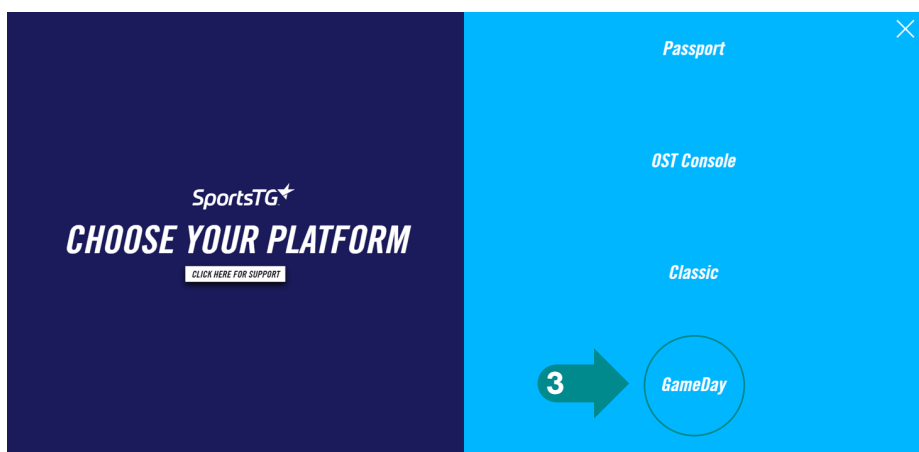 SportsTG
CHOOSE YOUR PLATFORM
CLICK HERE FOR SUPPORT
Passport
OST Console
Classic
3
GameDay